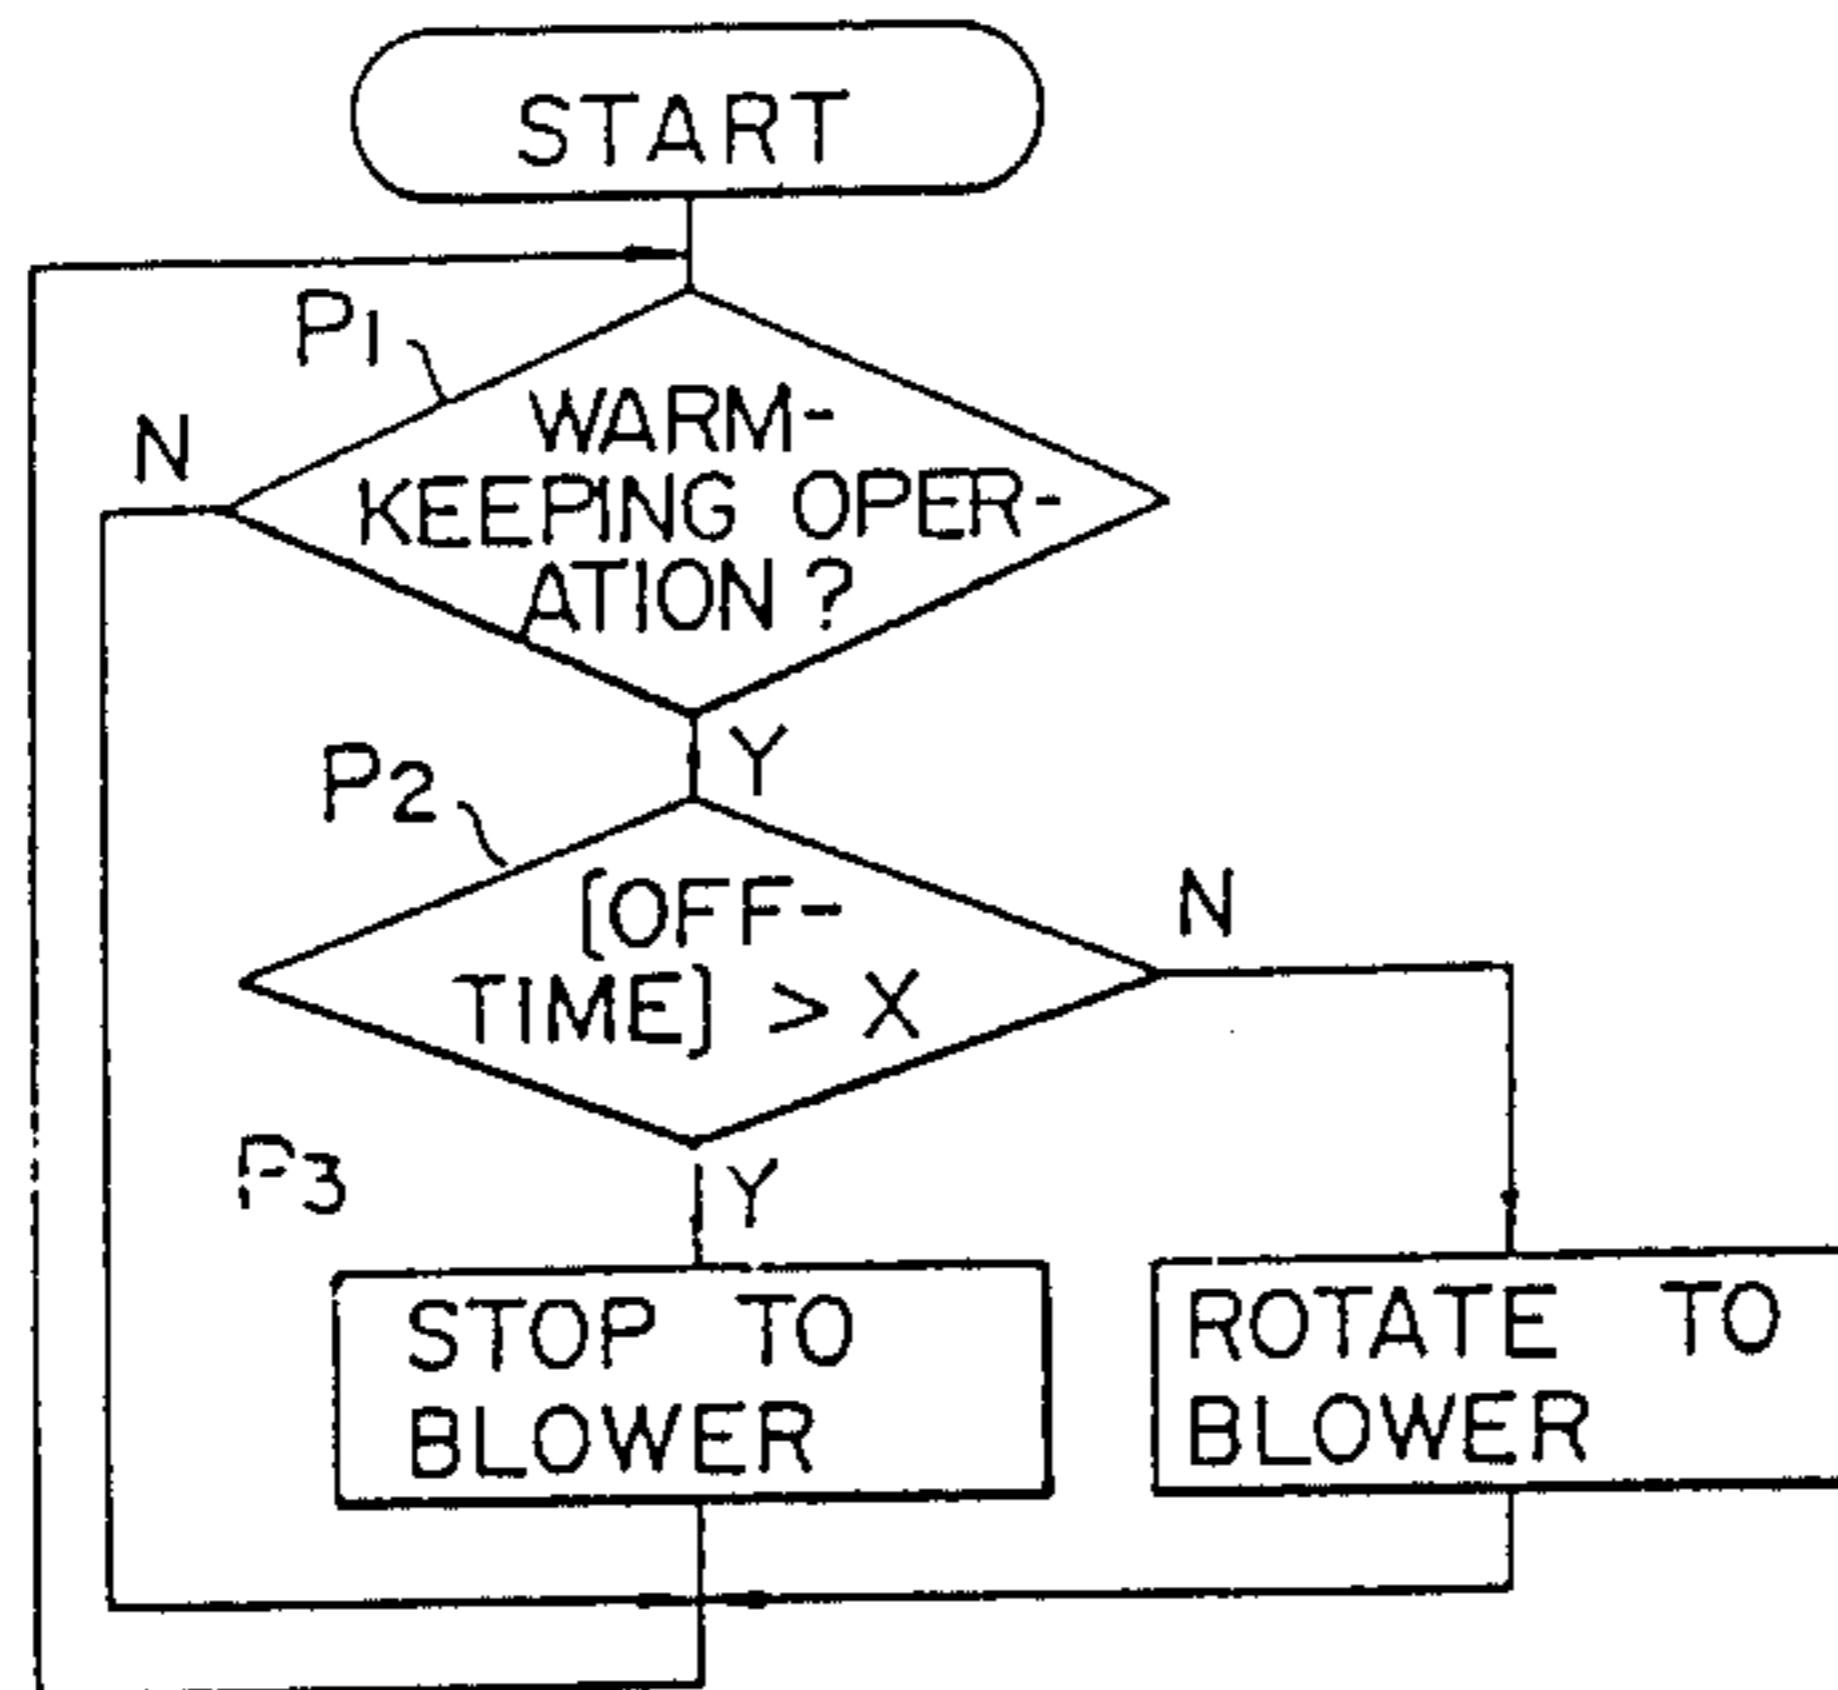 START
P1
N
WARM-
KEEPING OPER-
ATION?
Y
P2
N
(OFF-
TIME) > X
P3
Y
STOP TO
BLOWER
ROTATE TO
BLOWER